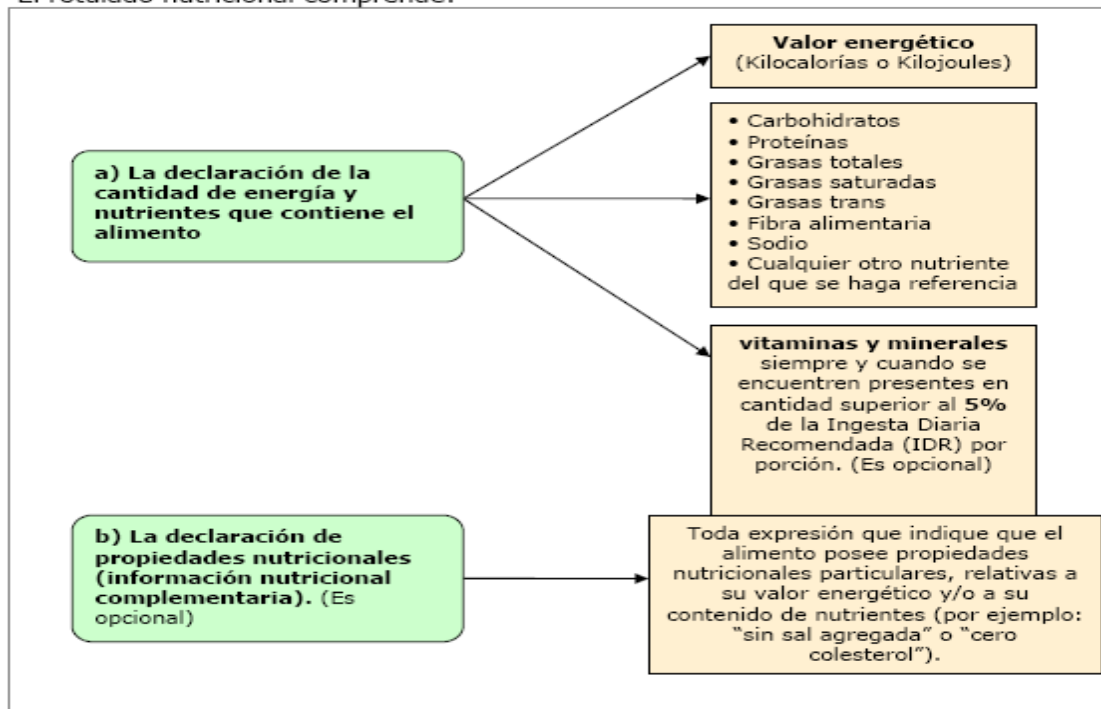 El rotulado nutricional comprende:
Valor energético
(Kilocalorías o Kilojoules)
a) La declaración de la
cantidad de energía y
nutrientes que contiene el
alimento
• Carbohidratos
• Proteínas
• Grasas totales
• Grasas saturadas
• Grasas trans
• Fibra alimentaria
• Sodio
• Cualquier otro nutriente
del que se haga referencia
vitaminas y minerales
siempre y cuando se
encuentren presentes en
cantidad superior al 5%
de la Ingesta Diaria
Recomendada (IDR) por
porción. (Es opcional)
b) La declaración de
propiedades nutricionales
(información nutricional
complementaria). (Es
opcional)
Toda expresión que indique que el
alimento posee propiedades
nutricionales particulares, relativas a
su valor energético y/o a su
contenido de nutrientes (por ejemplo:
“sin sal agregada” o “cero
colesterol”).